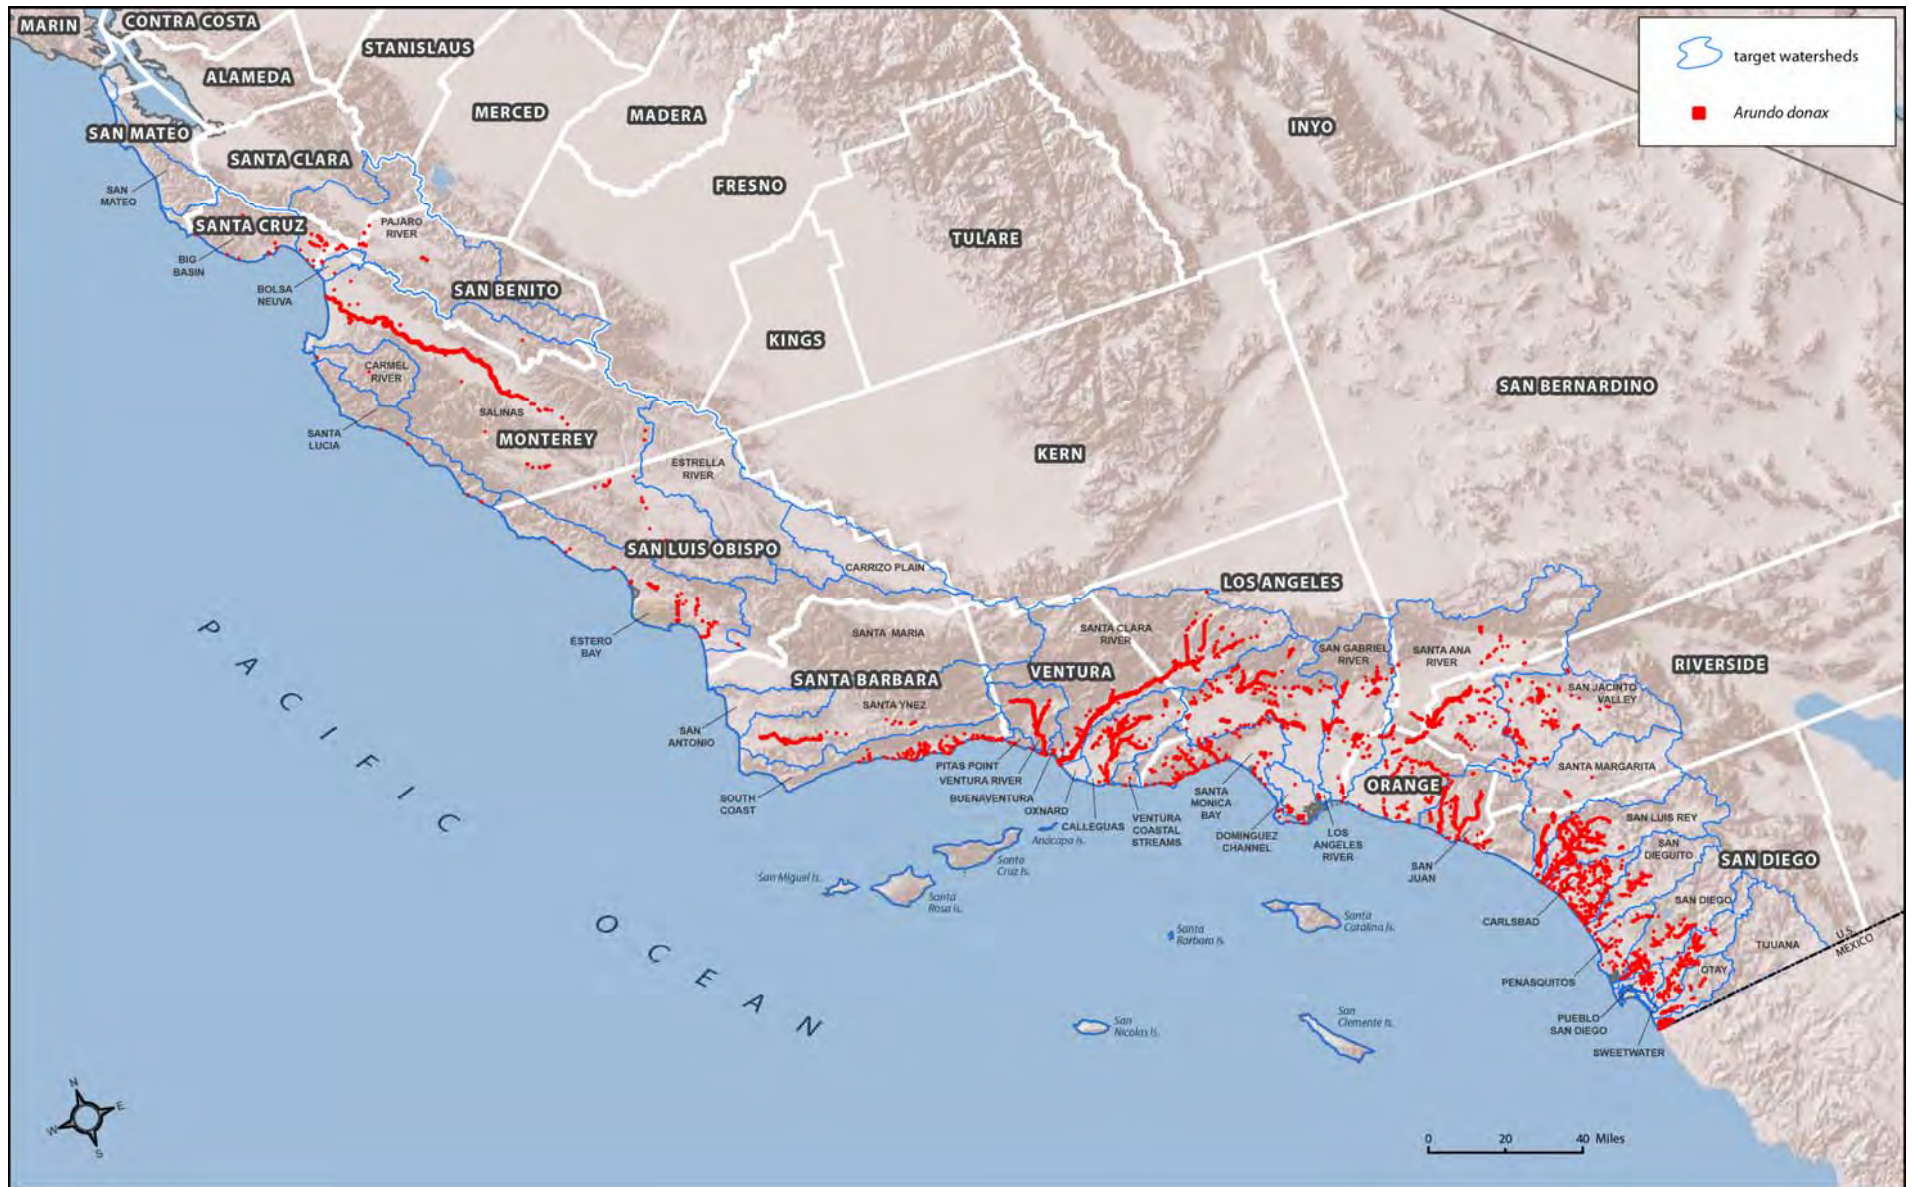 MARIN
CONTRA COSTA
STANISLAUS
ALAMEDA
MERCED
MADERA
INYO
target watersheds
Arundo donax
SAN MATEO
SANTA CLARA
FRESNO
SAN
MATEO
SANTA CRUZ
PAJARO
RIVER
TULARE
BIG
BASIN
BOLSA
NEUVA
SAN BENITO
KINGS
CARMEL
RIVER
SAN BERNARDINO
SALINAS
SANTA
LUCIA
MONTEREY
ESTRELLA
RIVER
KERN
SAN LUIS OBISPO
CARRIZO PLAIN
LOS ANGELES
ESTERO
BAY
SANTA MARIA
SANTA CLARA
RIVER
SAN GABRIEL
RIVER
SANTA ANA
RIVER
RIVERSIDE
SANTA BARBARA
VENTURA
SAN JACINTO
VALLEY
SANTA YNEZ
SAN
ANTONIO
PITAS POINT
VENTURA RIVER
BUENAVENTURA
OXNARD
CALLEGUAS
VENTURA
COASTAL
STREAMS
SANTA
MONICA
BAY
DOMINGUEZ
CHANNEL
LOS
ANGELES
RIVER
ORANGE
SANTA MARGARITA
SOUTH
COAST
SAN
JUAN
SAN LUIS REY
SAN
DIEGUITO
SAN DIEGO
SAN DIEGO
CARLSBAD
TIJUANA
OTAY
U.S.
MEXICO
PENASQUITOS
PUEBLO
SAN DIEGO
SWEETWATER
Anacapa Is.
Santa
Cruz Is.
San Miguel Is.
Santa
Rosa Is.
Santa
Barbara Is.
Santa
Catalina Is.
San
Nicolas Is.
San
Clemente Is.
PACIFIC
OCEAN
N
E
W
S
0 20 40 Miles